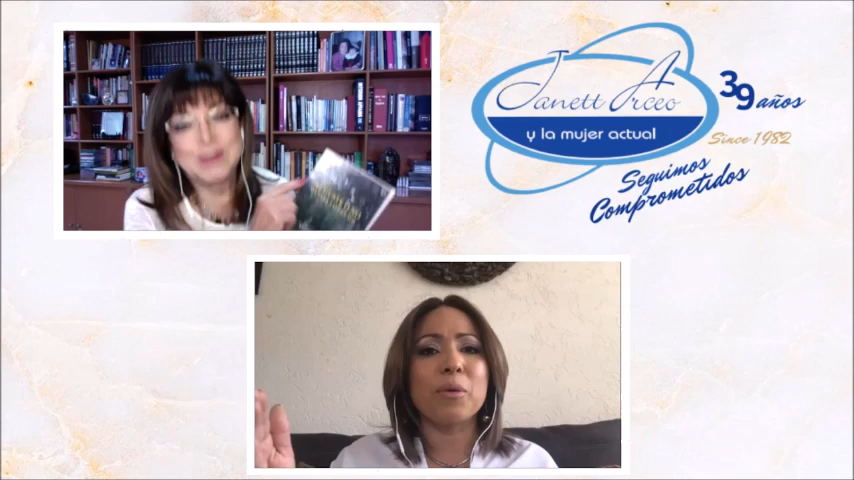 Janett Arceo
y la mujer actual
39 años
Since 1982
Seguimos
Comprometidos